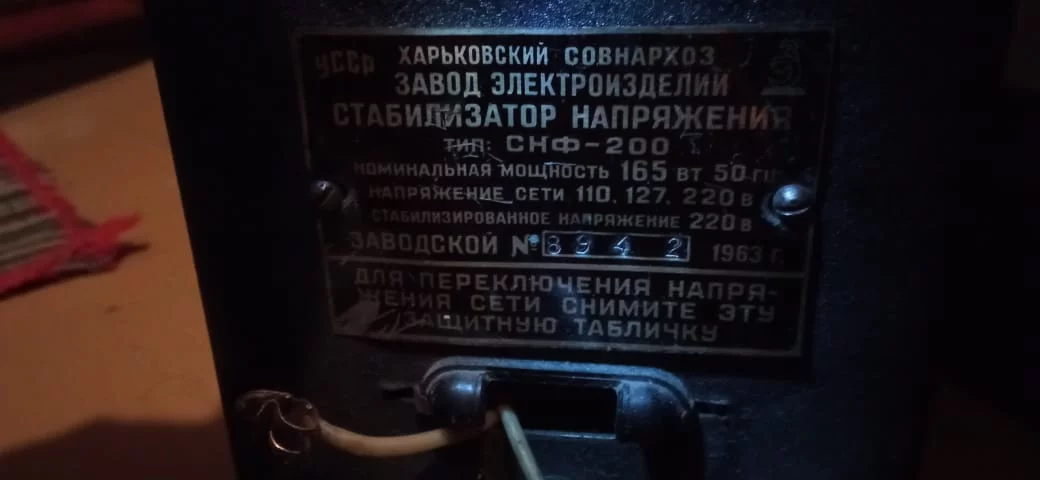 УССР ХАРЬКОВСКИЙ СОВНАРХОЗ
ЗАВОД ЭЛЕКТРОИЗДЕЛИЙ
СТАБИЛИЗАТОР НАПРЯЖЕНИЯ
ТИП: СНФ-200
НОМИНАЛЬНАЯ МОЩНОСТЬ 165 ВТ 50 ГЦ
НАПРЯЖЕНИЕ СЕТИ 110. 127. 220 В
СТАБИЛИЗИРОВАННОЕ НАПРЯЖЕНИЕ 220 В
ЗАВОДСКОЙ № 8942 1963 г.
ДЛЯ ПЕРЕКЛЮЧЕНИЯ НАПРЯ-
ЖЕНИЯ СЕТИ СНИМИТЕ ЭТУ
ЗАЩИТНУЮ ТАБЛИЧКУ